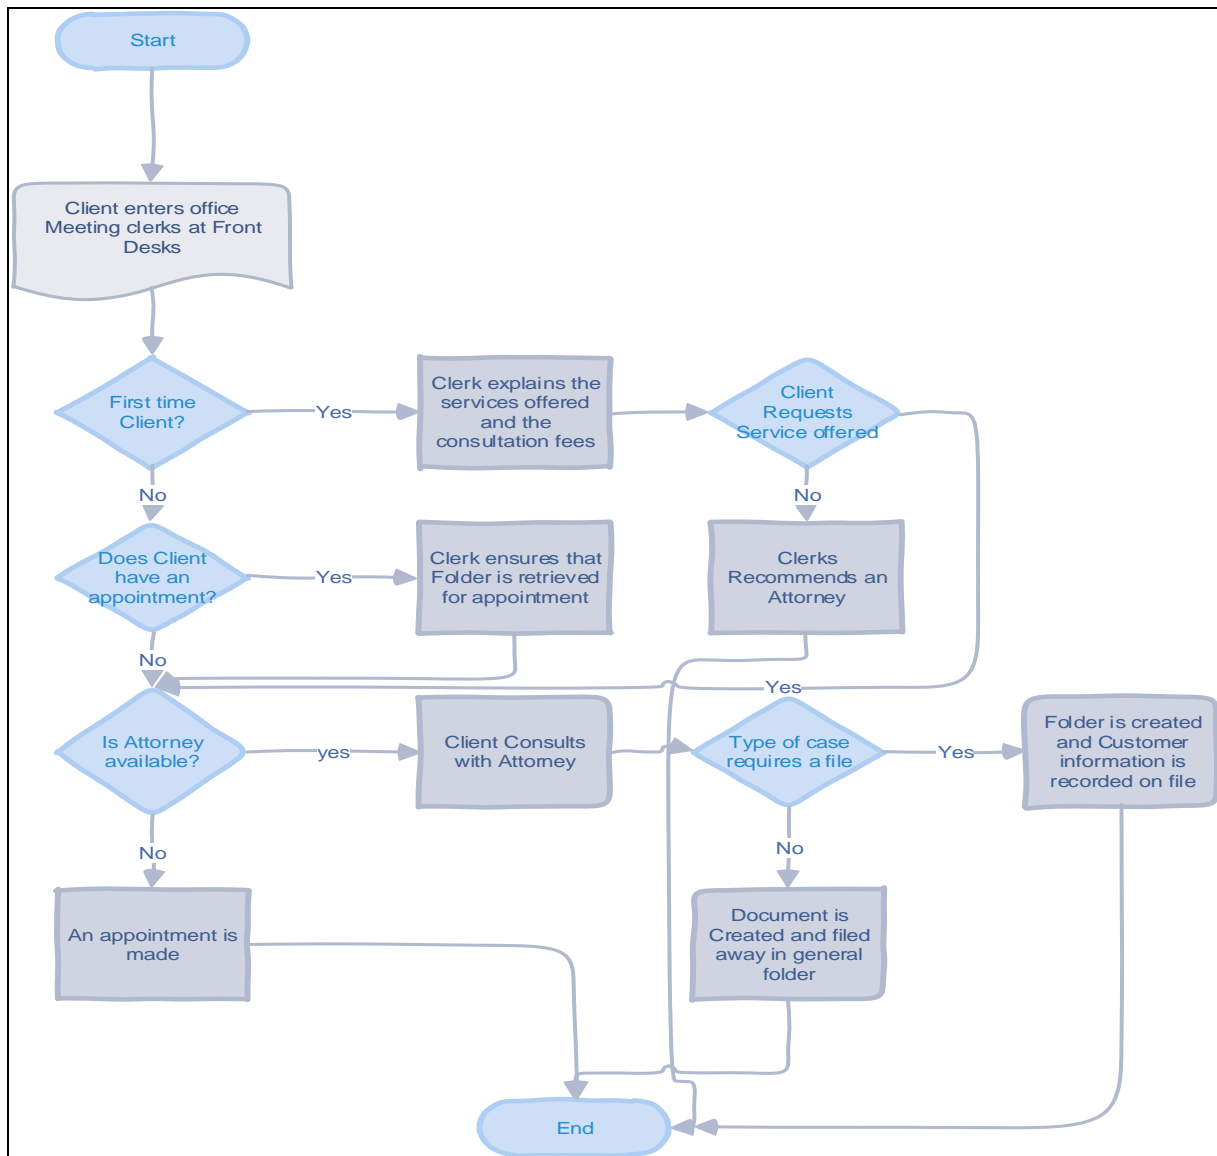 Start
Client enters office
Meeting clerks at Front
Desks
First time
Client?
Yes
Clerk explains the
services offered
and the
consultation fees
Client
Requests
Service offered
No
No
Does Client
have an
appointment?
Yes
Clerk ensures that
Folder is retrieved
for appointment
Clerks
Recommends an
Attorney
No
Yes
Is Attorney
available?
yes
Client Consults
with Attorney
Type of case
requires a file
Yes
Folder is created
and Customer
information is
recorded on file
No
No
An appointment is
made
Document is
Created and filed
away in general
folder
End